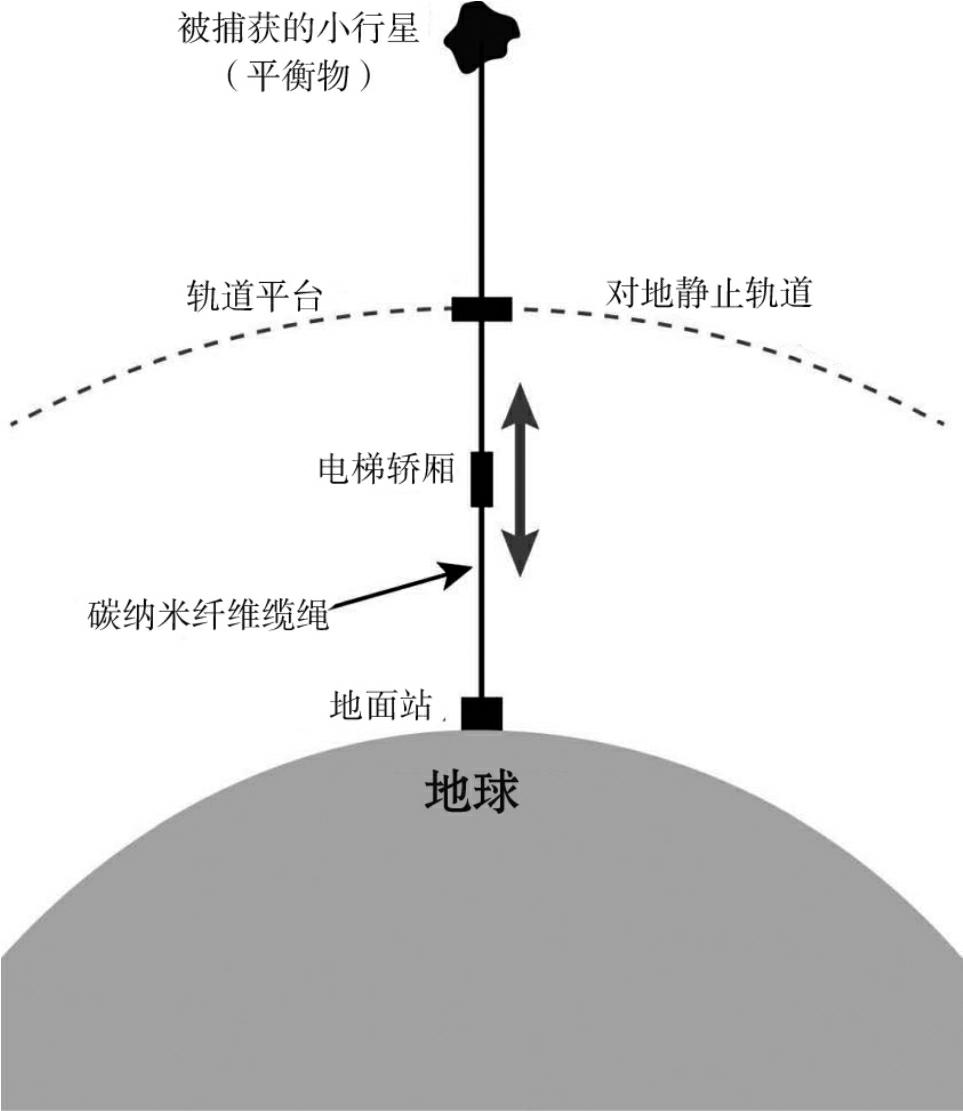 被捕获的小行星
（平衡物）
轨道平台
对地静止轨道
电梯轿厢
碳纳米纤维缆绳
地面站
地球